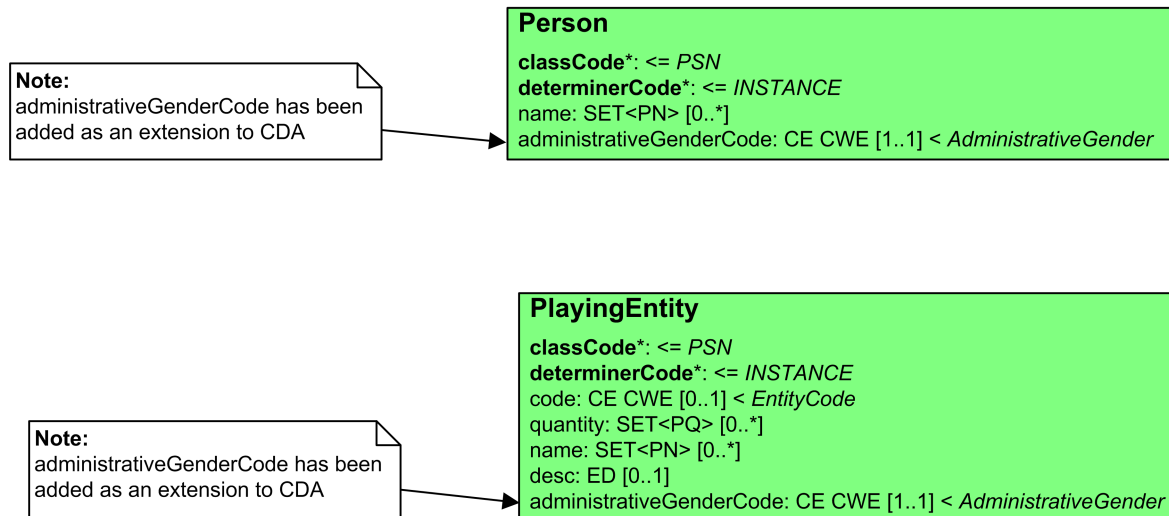 Person
classCode*: <= PSN
determinerCode*: <= INSTANCE
name: SET<PN> [0..*]
administrativeGenderCode: CE CWE [1..1] < AdministrativeGender
Note:
administrativeGenderCode has been
added as an extension to CDA
PlayingEntity
classCode*: <= PSN
determinerCode*: <= INSTANCE
code: CE CWE [0..1] < EntityCode
quantity: SET<PQ> [0..*]
name: SET<PN> [0..*]
desc: ED [0..1]
administrativeGenderCode: CE CWE [1..1] < AdministrativeGender
Note:
administrativeGenderCode has been
added as an extension to CDA